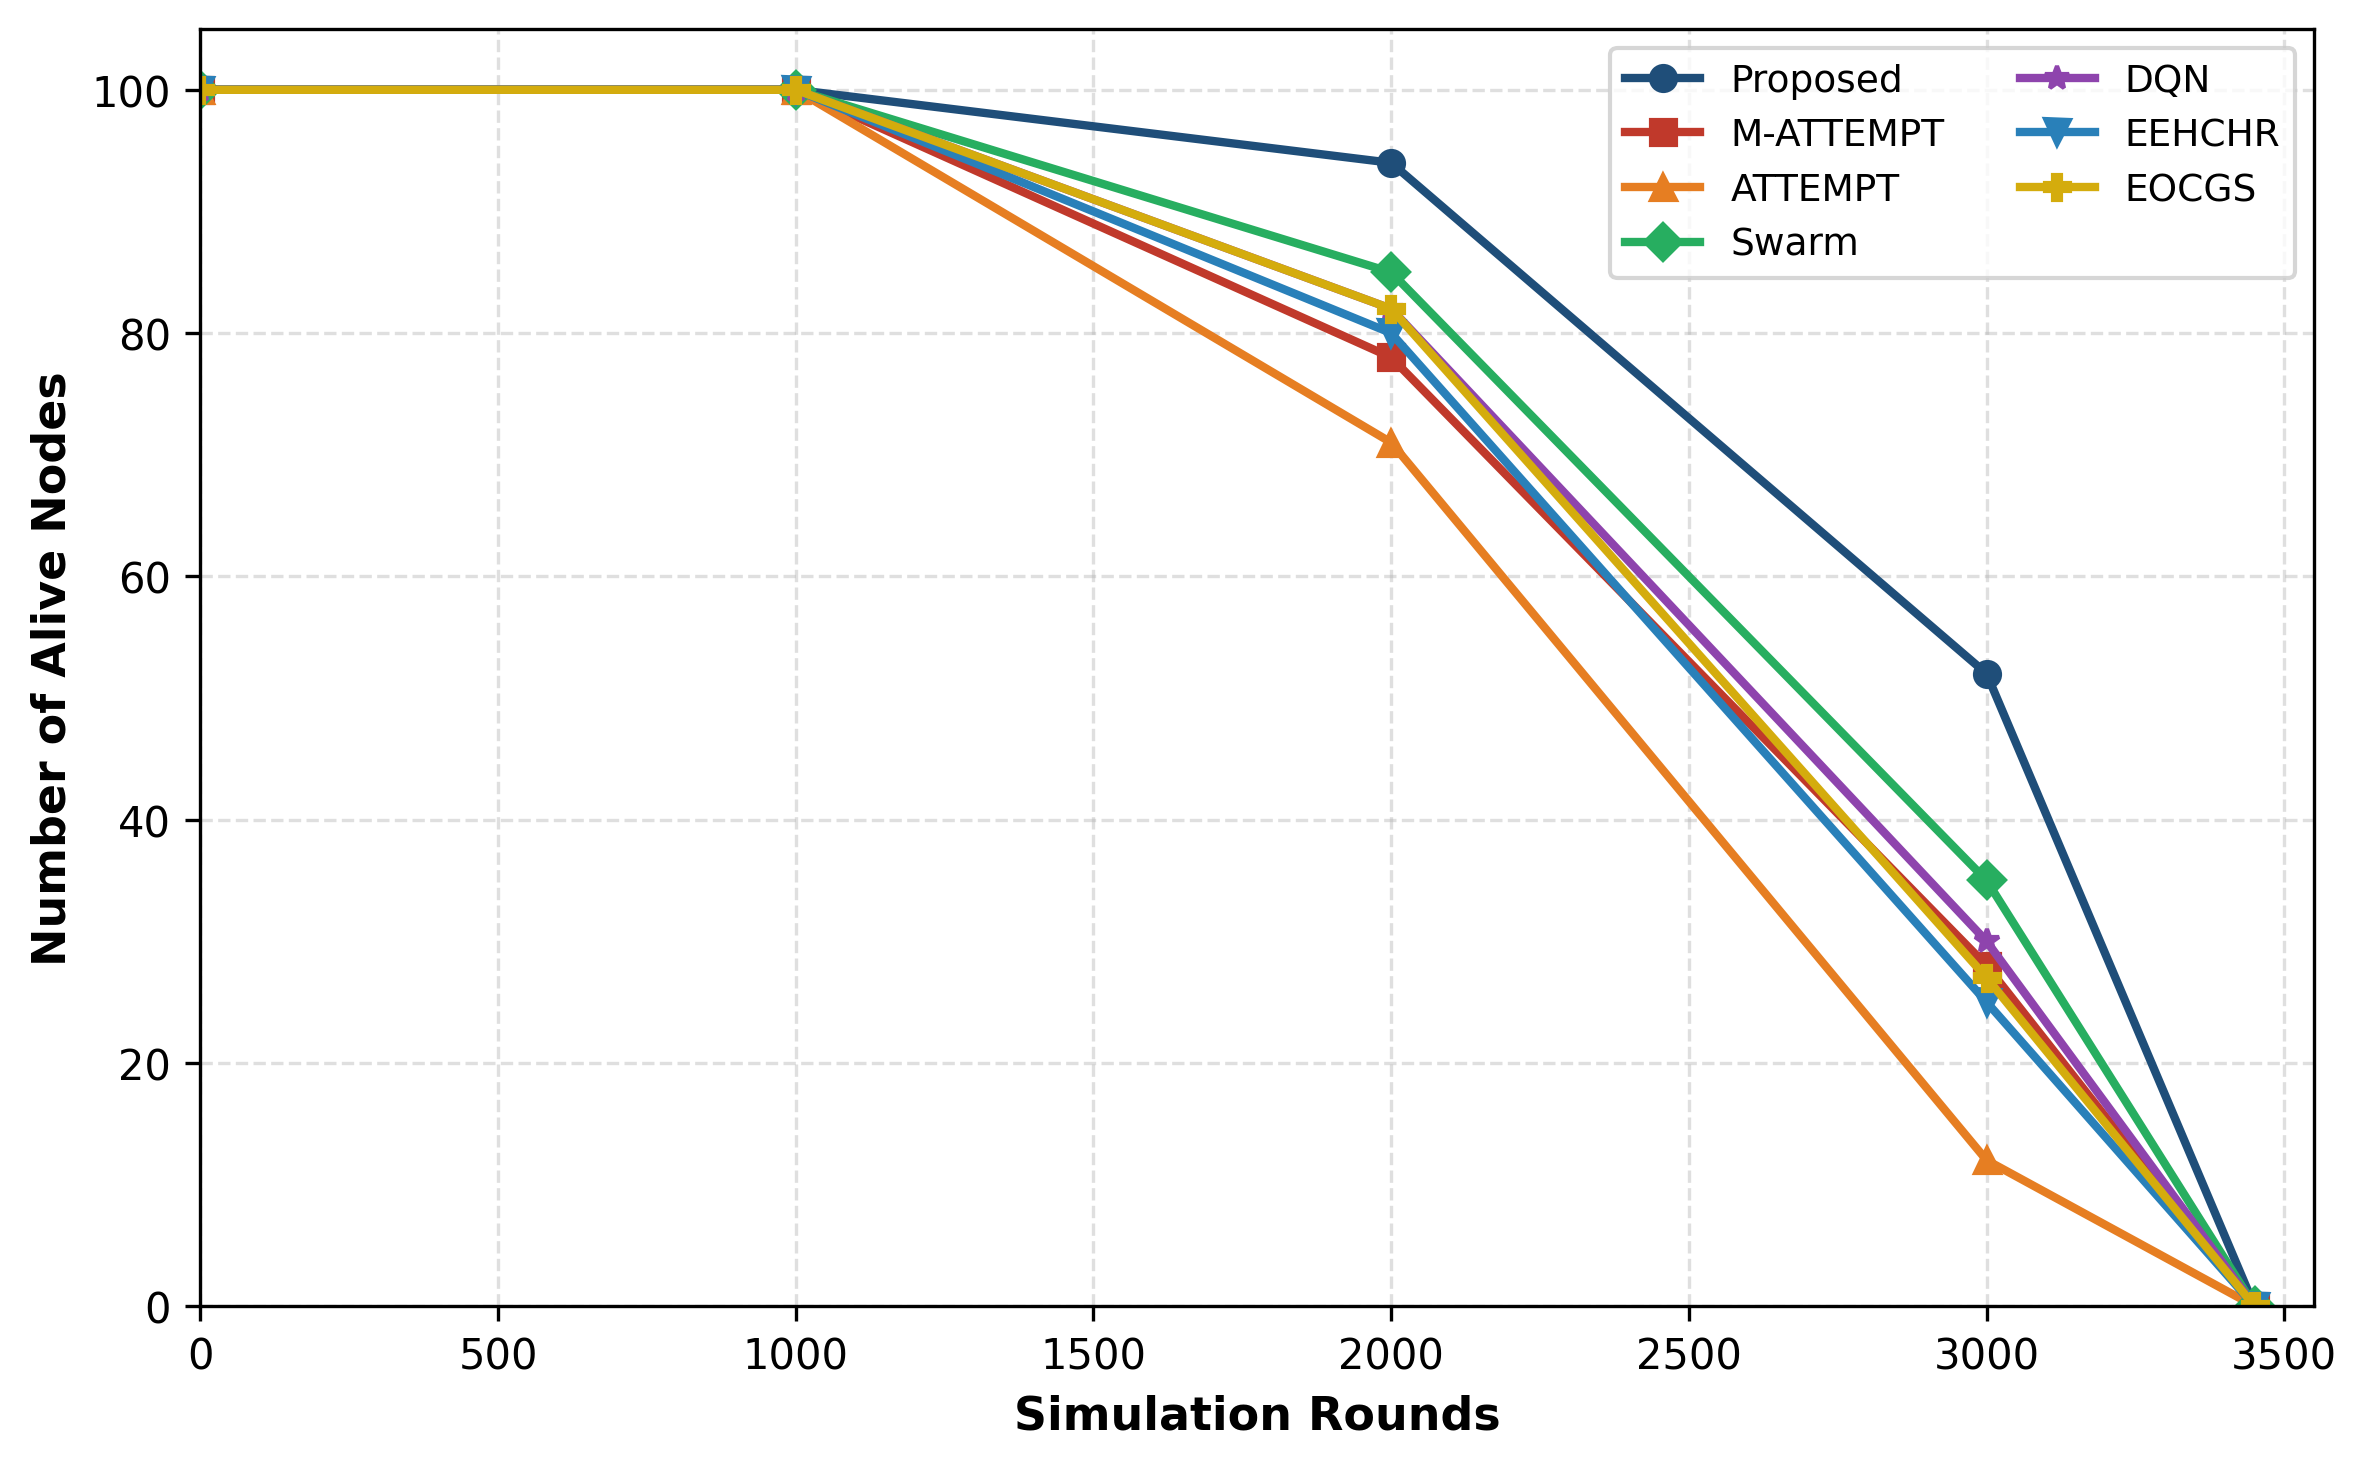 100
80
60
40
20
0
Number of Alive Nodes
Proposed
M-ATTEMPT
ATTEMPT
Swarm
DQN
EEHCHR
EOCGS
0 500 1000 1500 2000 2500 3000 3500
Simulation Rounds